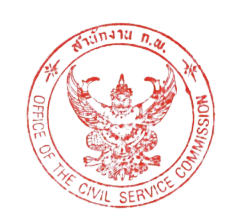 สำนักงาน ก.พ.
OFFICE OF THE CIVIL SERVICE COMMISSION